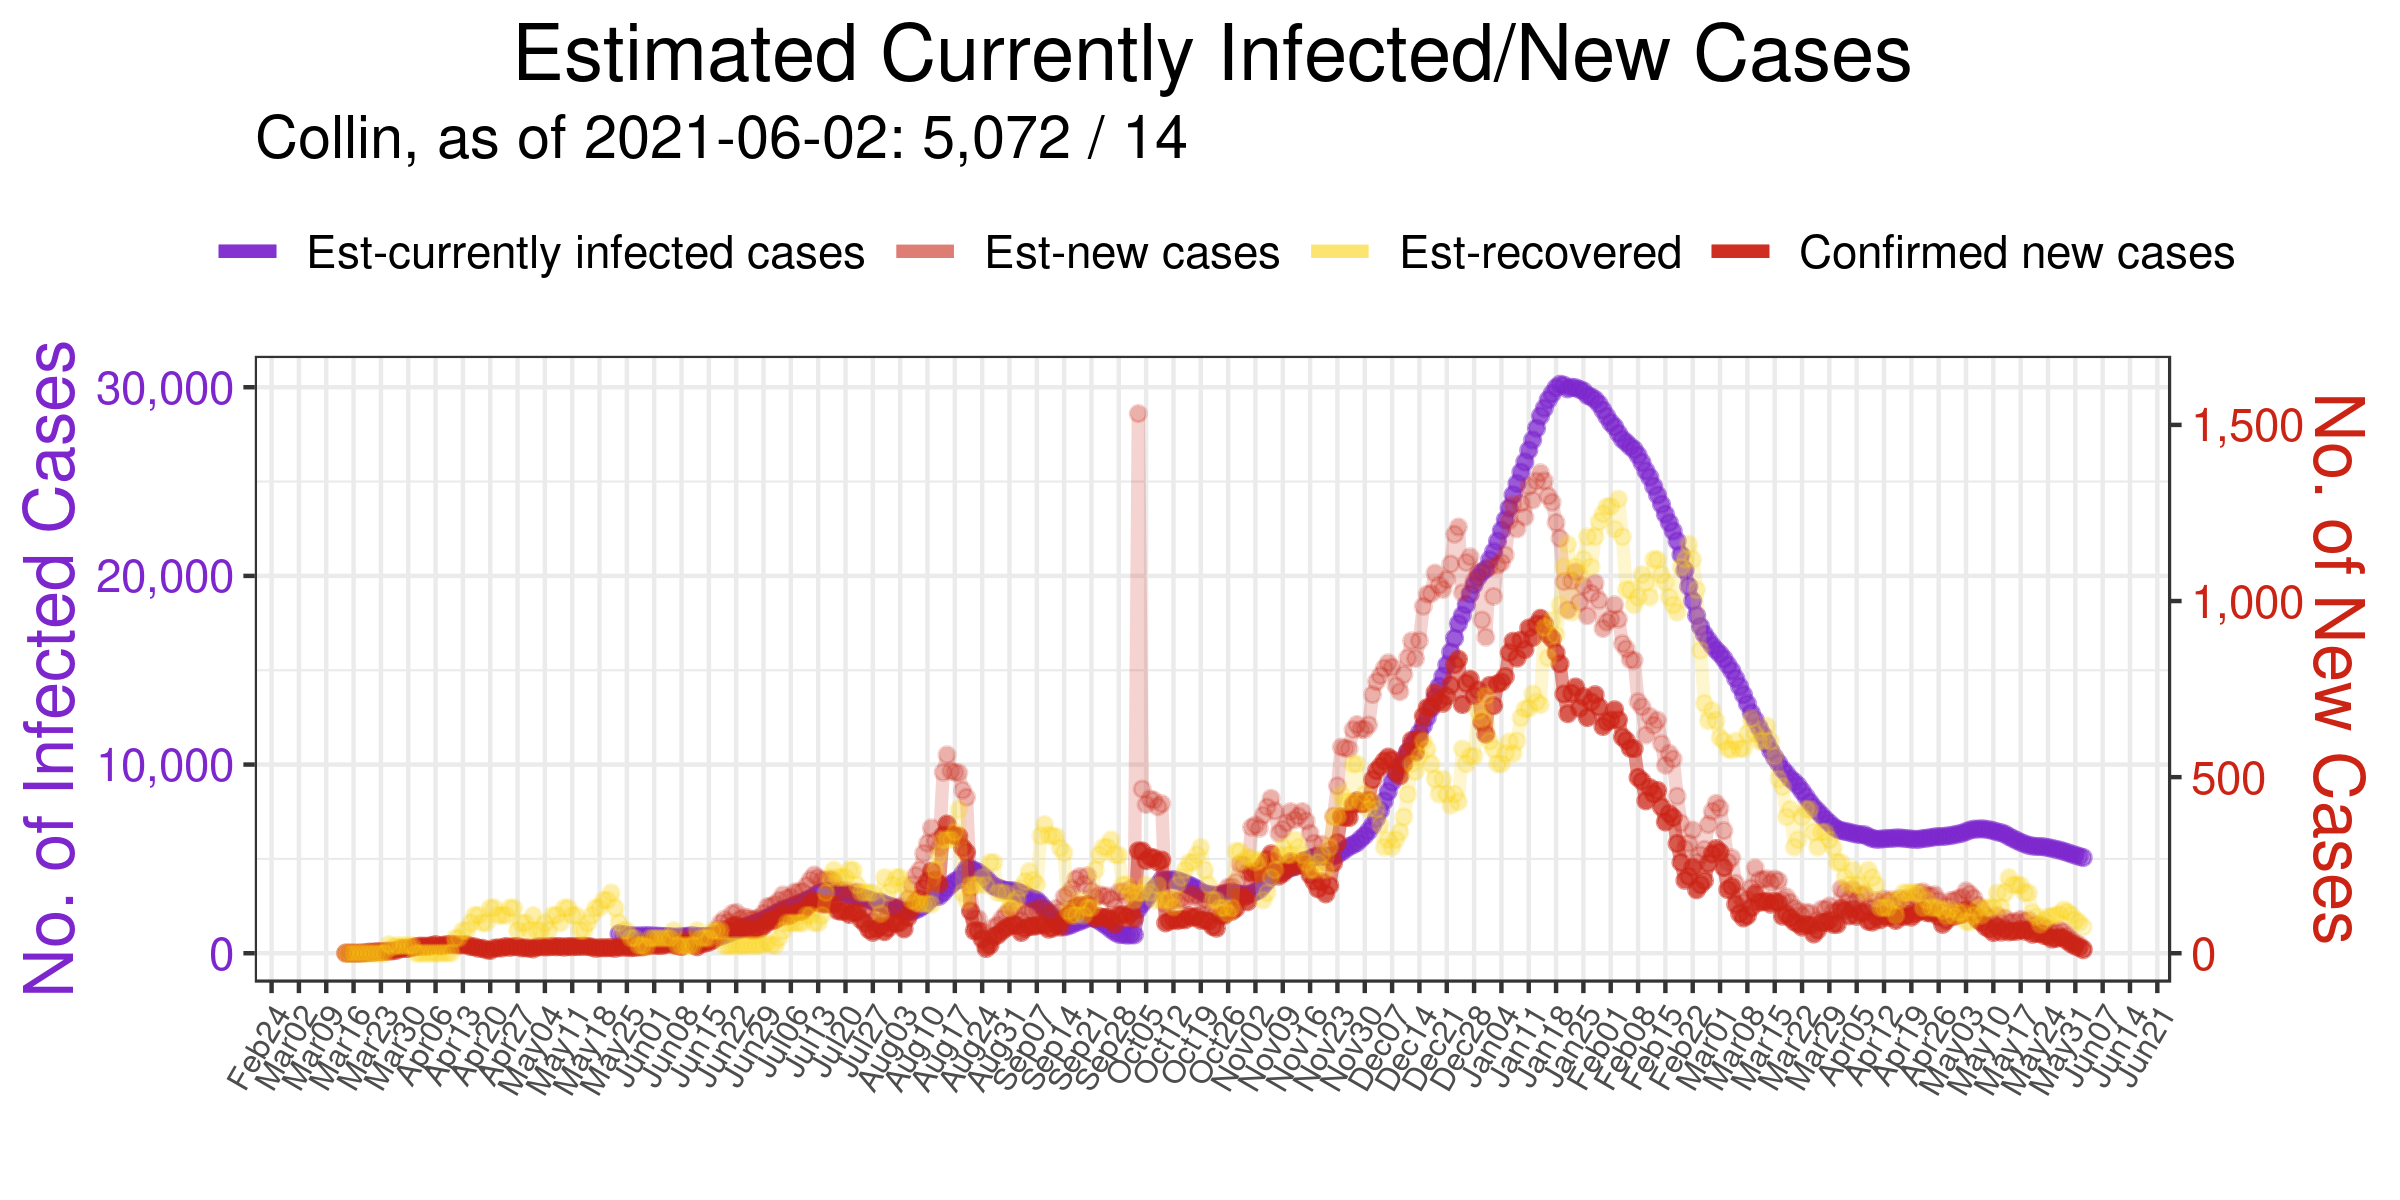 Estimated Currently Infected/New Cases
Collin, as of 2021-06-02: 5,072 / 14
Est-currently infected cases Est-new cases Est-recovered Confirmed new cases
No. of Infected Cases
30,000
20,000
10,000
0
1,500
1,000
500
0
No. of New Cases
Feb24 Mar02 Mar09 Mar16 Mar23 Mar30 Apr06 Apr13 Apr20 Apr27 May04 May11 May18 May25 Jun01 Jun08 Jun15 Jun22 Jun29 Jul06 Jul13 Jul20 Jul27 Aug03 Aug10 Aug17 Aug24 Aug31 Sep07 Sep14 Sep21 Sep28 Oct05 Oct12 Oct19 Oct26 Nov02 Nov09 Nov16 Nov23 Nov30 Dec07 Dec14 Dec21 Dec28 Jan04 Jan11 Jan18 Jan25 Feb01 Feb08 Feb15 Feb22 Mar01 Mar08 Mar15 Mar22 Mar29 Apr05 Apr12 Apr19 Apr26 May03 May10 May17 May24 May31 Jun07 Jun14 Jun21